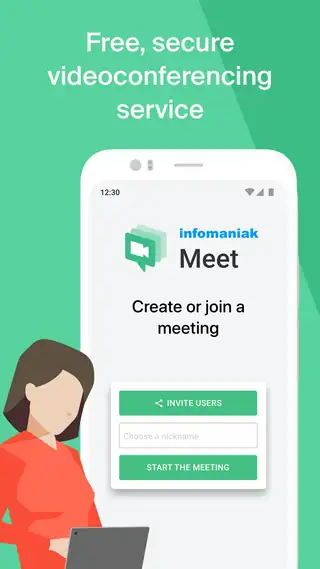 Free, secure
videoconferencing
service
12:30
infomaniak
Meet
Create or join a
meeting
INVITE USERS
Choose a nickname
START THE MEETING